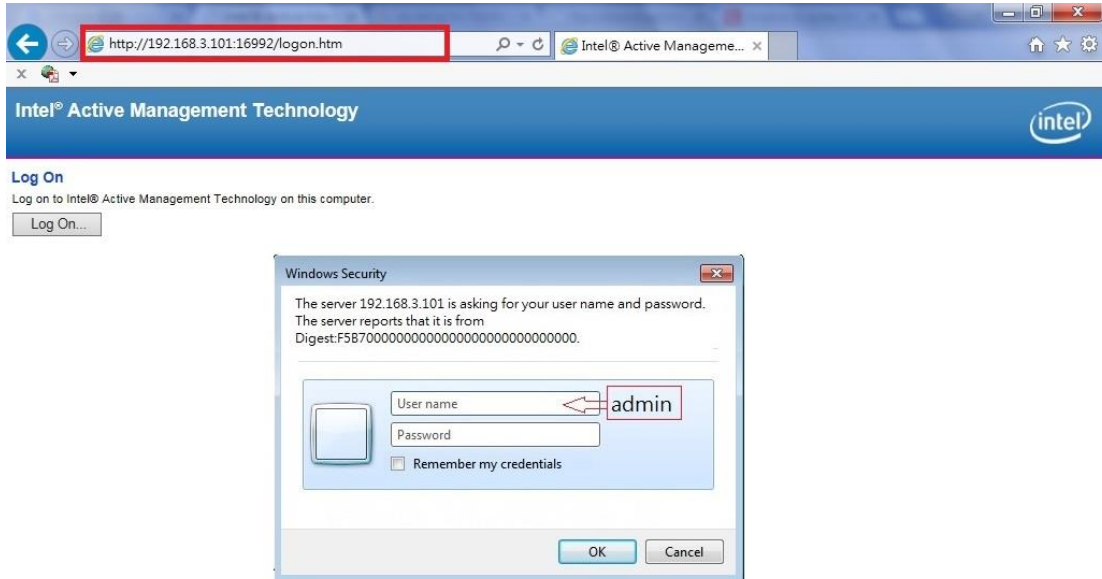 http://192.168.3.101:16992/logon.htm
Intel® Active Manageme...
Intel® Active Management Technology
intel
Log On
Log on to Intel® Active Management Technology on this computer.
Log On...
Windows Security
The server 192.168.3.101 is asking for your user name and password.
The server reports that it is from
Digest:F5B70000000000000000000000000000.
User name
admin
Password
Remember my credentials
OK
Cancel